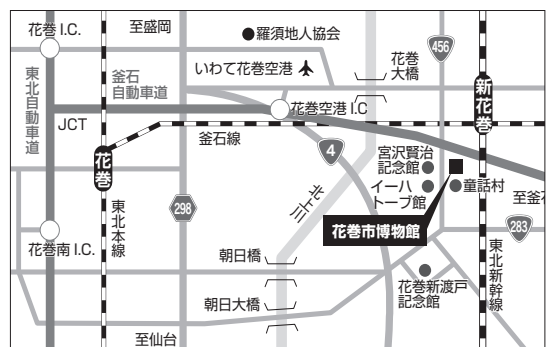 花巻 I.C.
至盛岡
●羅須地人協会
いわて花巻空港
花巻
大橋
456
新花巻
東北自動車道
釜石
自動車道
花巻空港 I.C
JCT
釜石線
花巻
4
宮沢賢治
記念館
イーハ
トーブ館
童話村
至釜石
北上川
298
東北本線
花巻市博物館
283
花巻南 I.C.
朝日橋
東北新幹線
花巻新渡戸
記念館
朝日大橋
至仙台